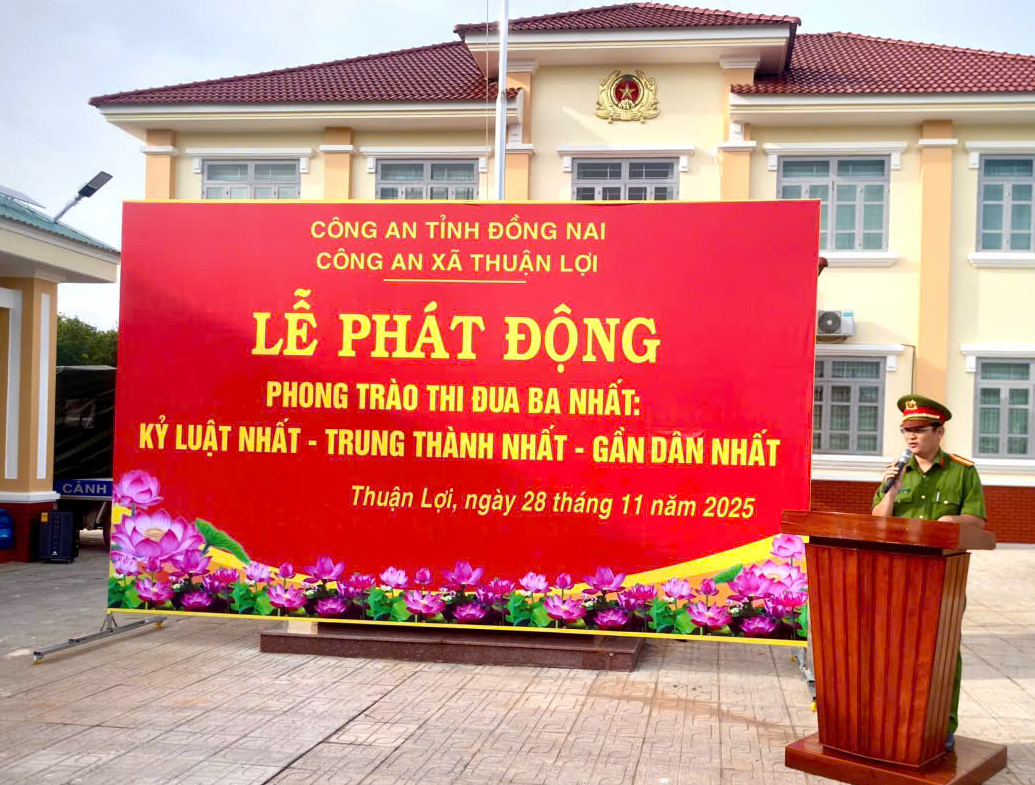 CÔNG AN TỈNH ĐỒNG NAI
CÔNG AN XÃ THUẬN LỢI
LỄ PHÁT ĐỘNG
PHONG TRÀO THI ĐUA BA NHẤT:
KỶ LUẬT NHẤT - TRUNG THÀNH NHẤT - GẦN DÂN NHẤT
Thuận Lợi, ngày 28 tháng 11 năm 2025
CẢNH